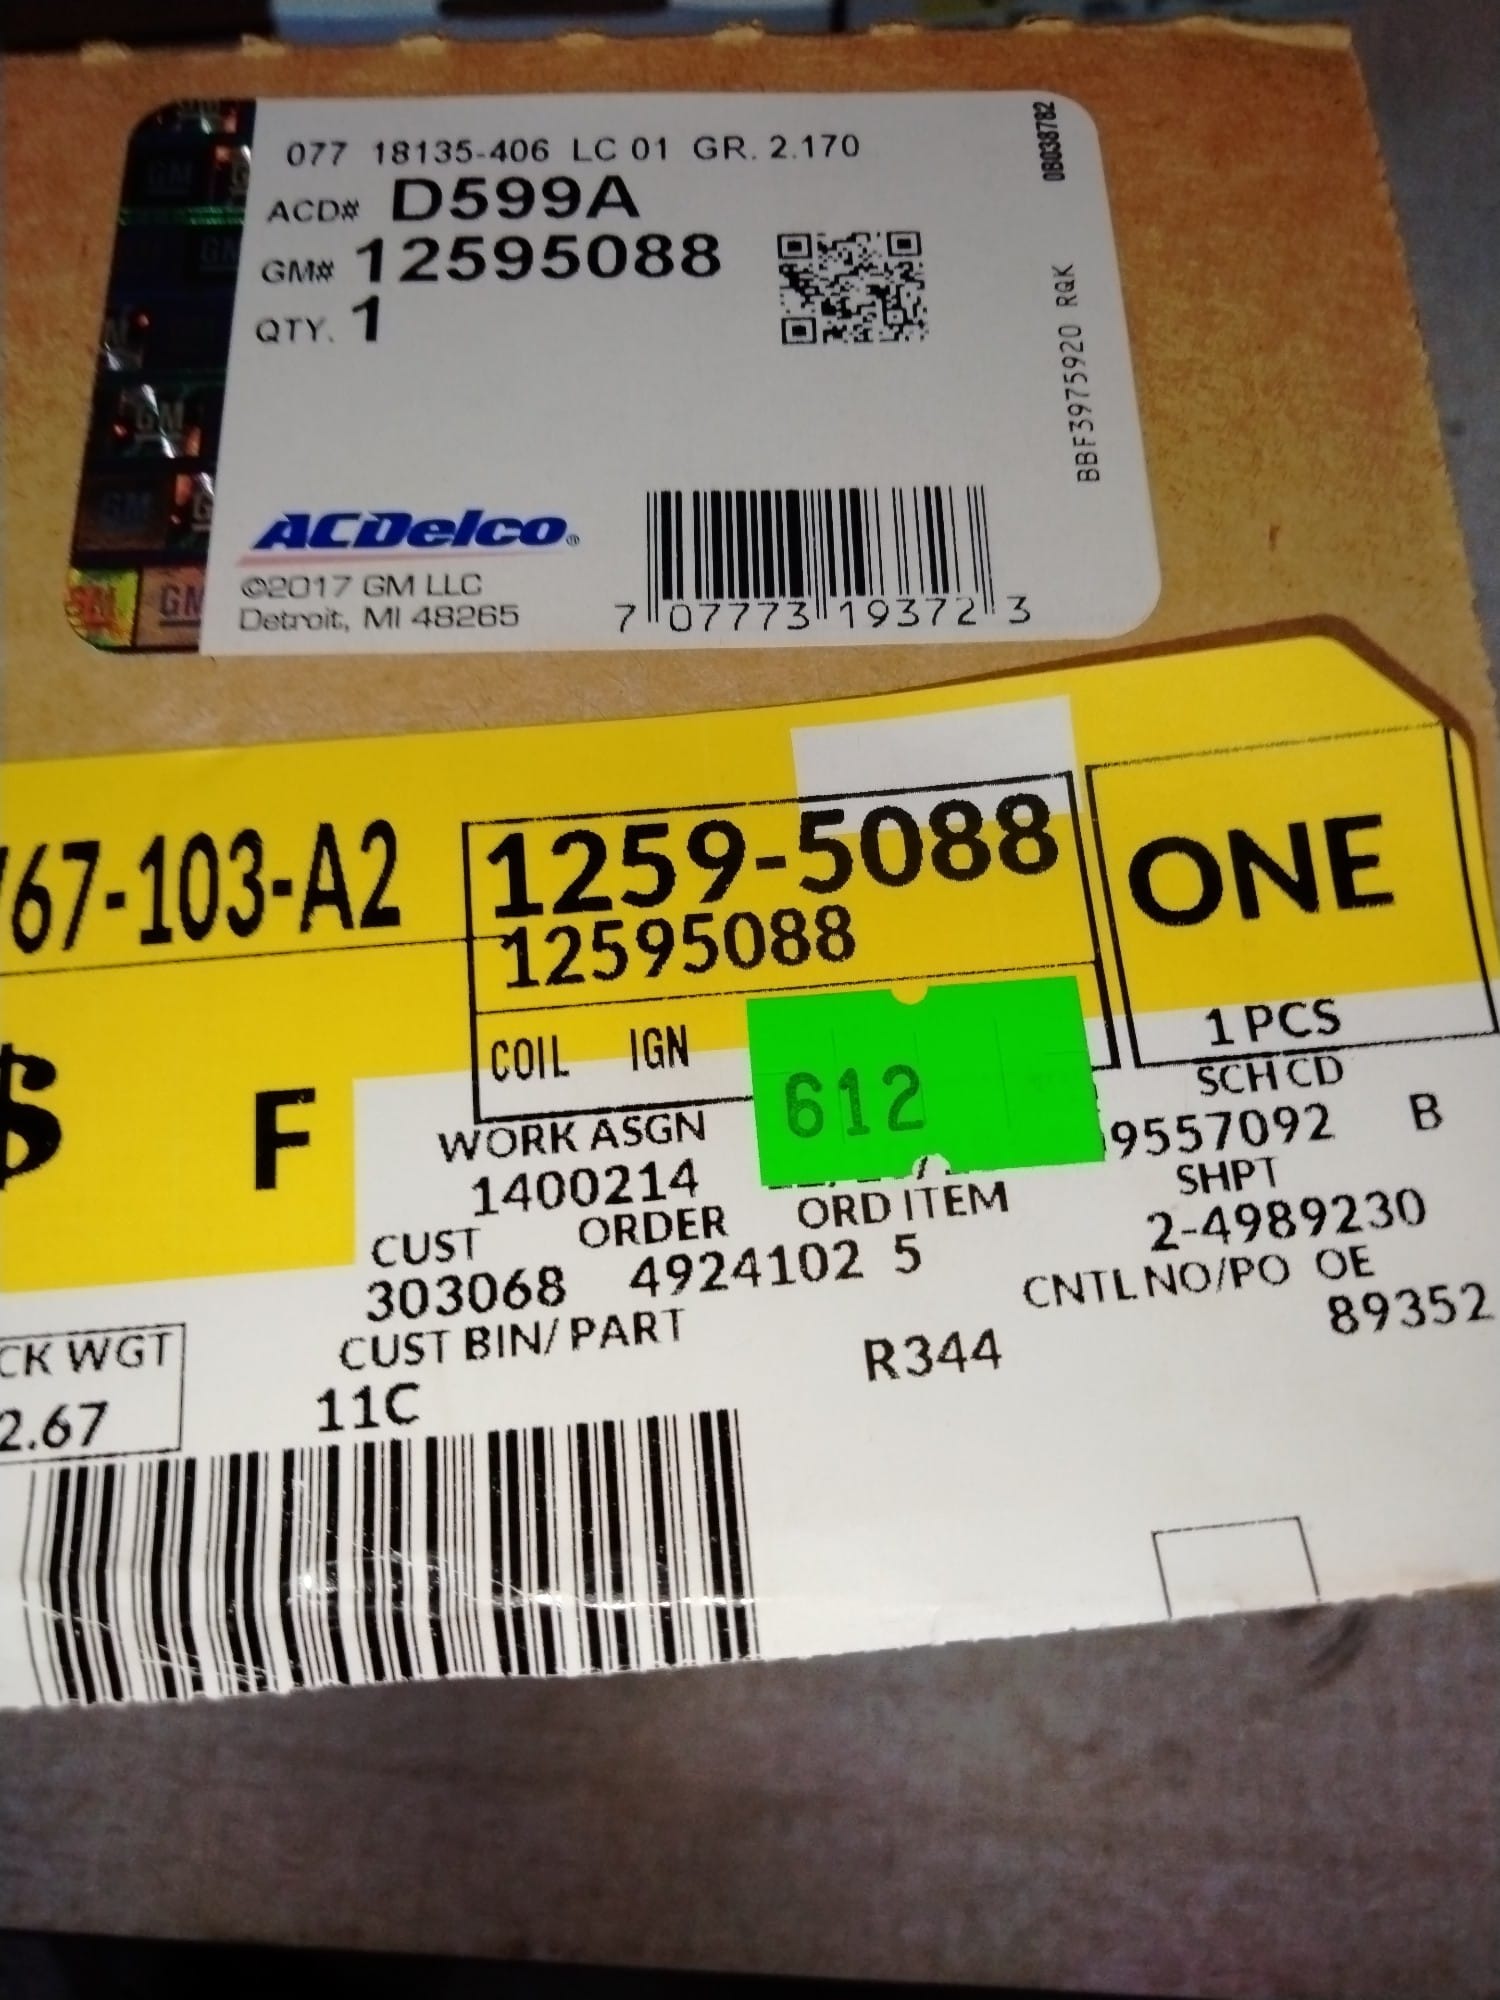 077 18135-406 LC 01 GR. 2.170
0B038782
ACD# D599A
GM# 12595088
QTY. 1
BBF3975920 RQK
ACDelco®
©2017 GM LLC
Detroit, MI 48265
7 07773 19372 3
GM
67-103-A2
1259-5088
12595088
ONE
COIL IGN
1 PCS
$ F
612
SCH CD
WORK ASGN
9557092 B
1400214
SHPT
CUST ORDER ORD ITEM
2-4989230
303068 4924102 5
CNTL NO/PO OE
CK WGT
CUST BIN/PART
R344
89352
2.67
11C